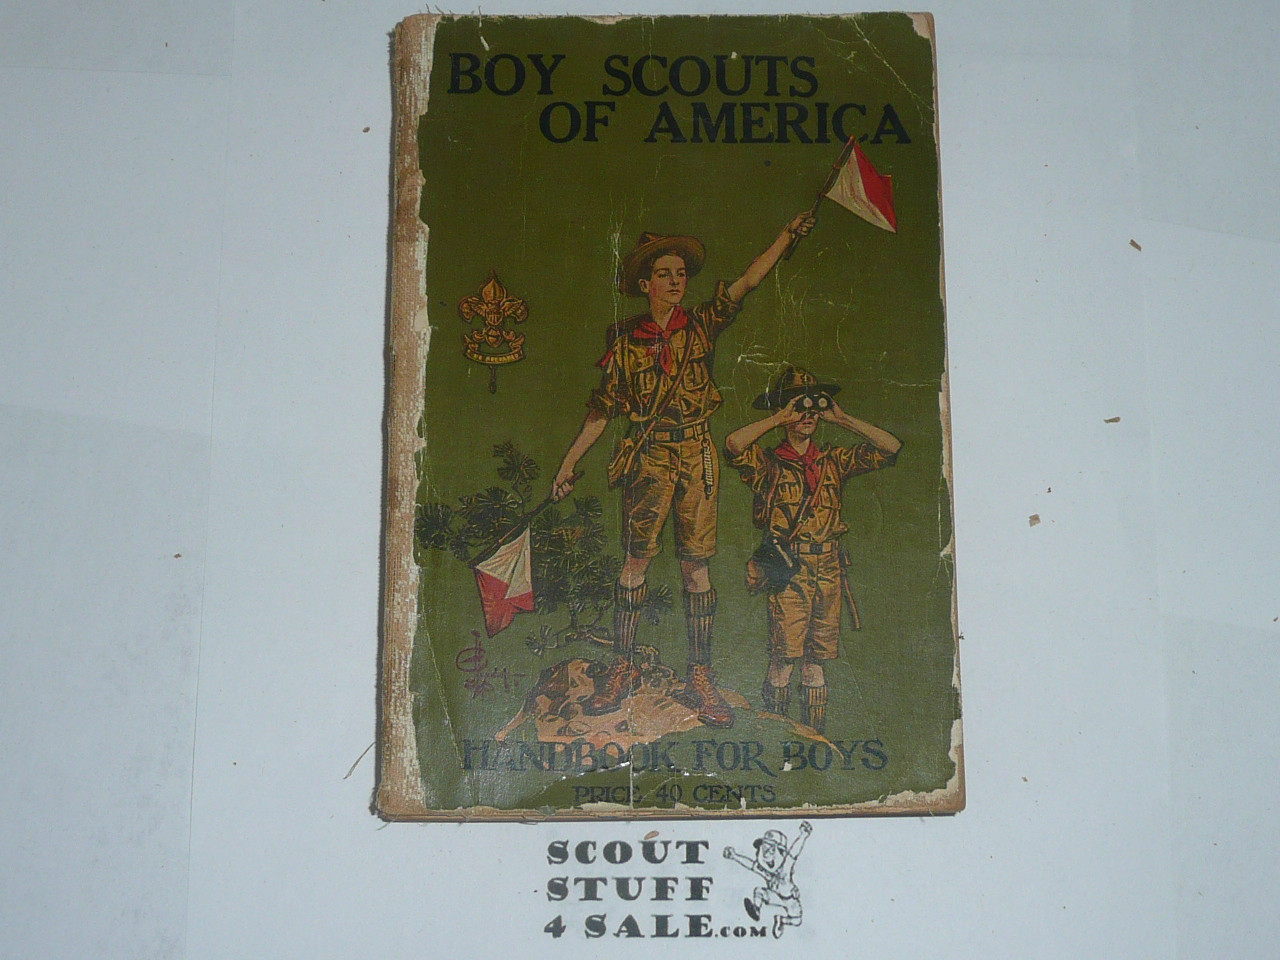 BOY SCOUTS
OF AMERICA
HANDBOOK FOR BOYS
PRICE 40 CENTS
SCOUT
STUFF
4 SALE.COM